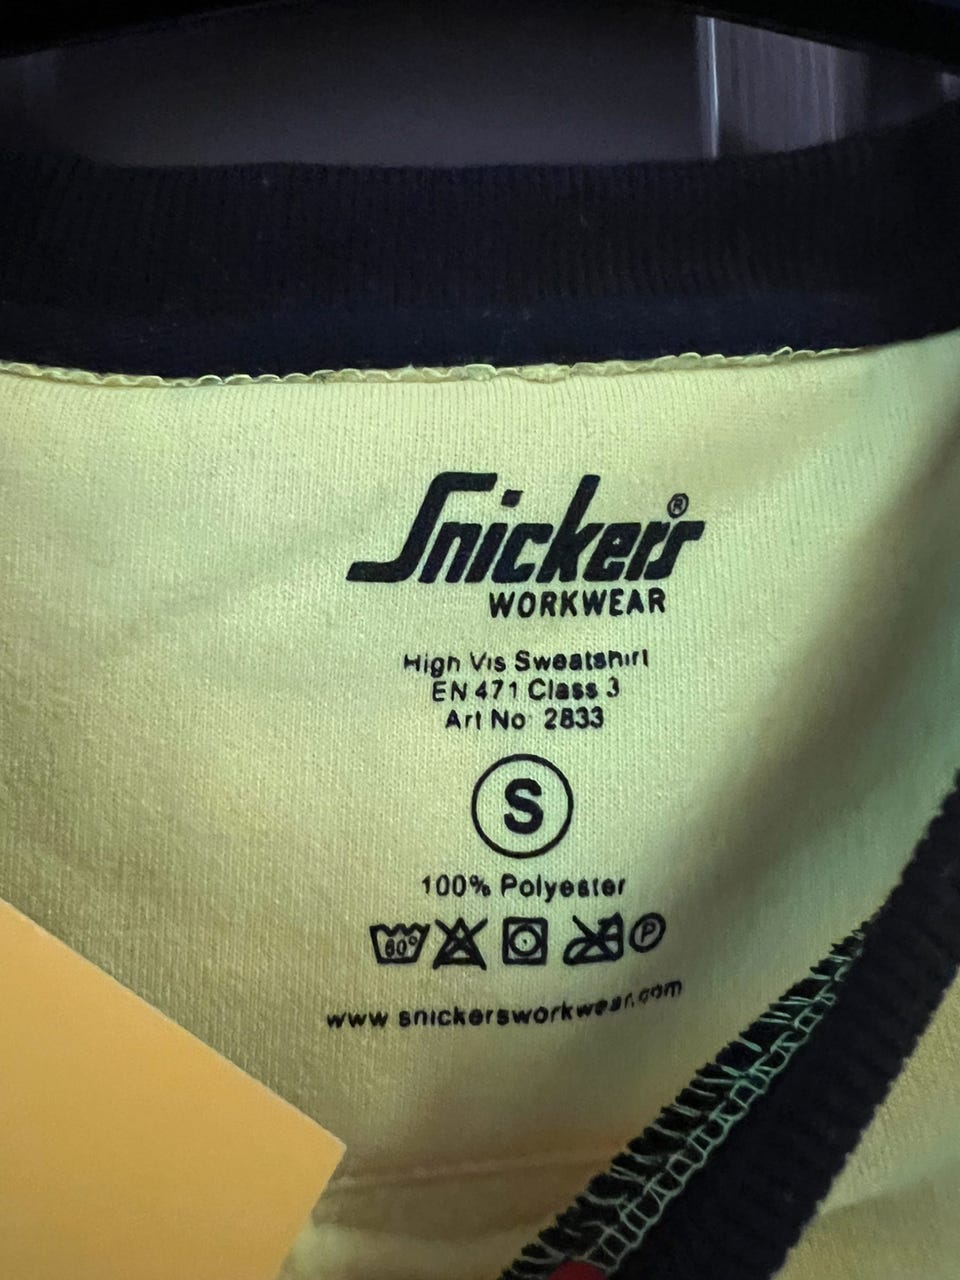 Snickers®
WORKWEAR
High Vis Sweatshirt
EN 471 Class 3
Art No 2833
S
100% Polyester
60° P
www snickersworkwear.com